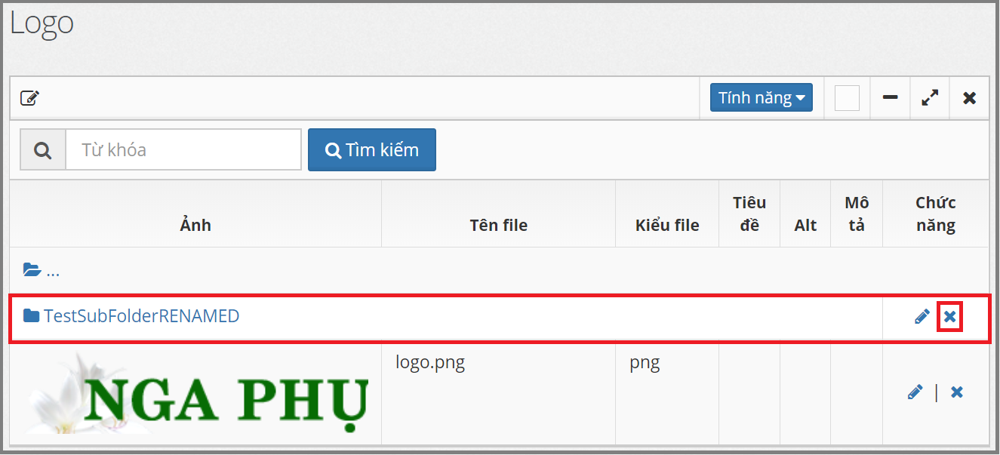 Logo
Tính năng
Từ khóa
Tìm kiếm
Ảnh
Tên file
Kiểu file
Tiêu
đề
Alt
Mô
tả
Chức
năng
...
TestSubFolderRENAMED
NGA PHỤ
logo.png
png
|